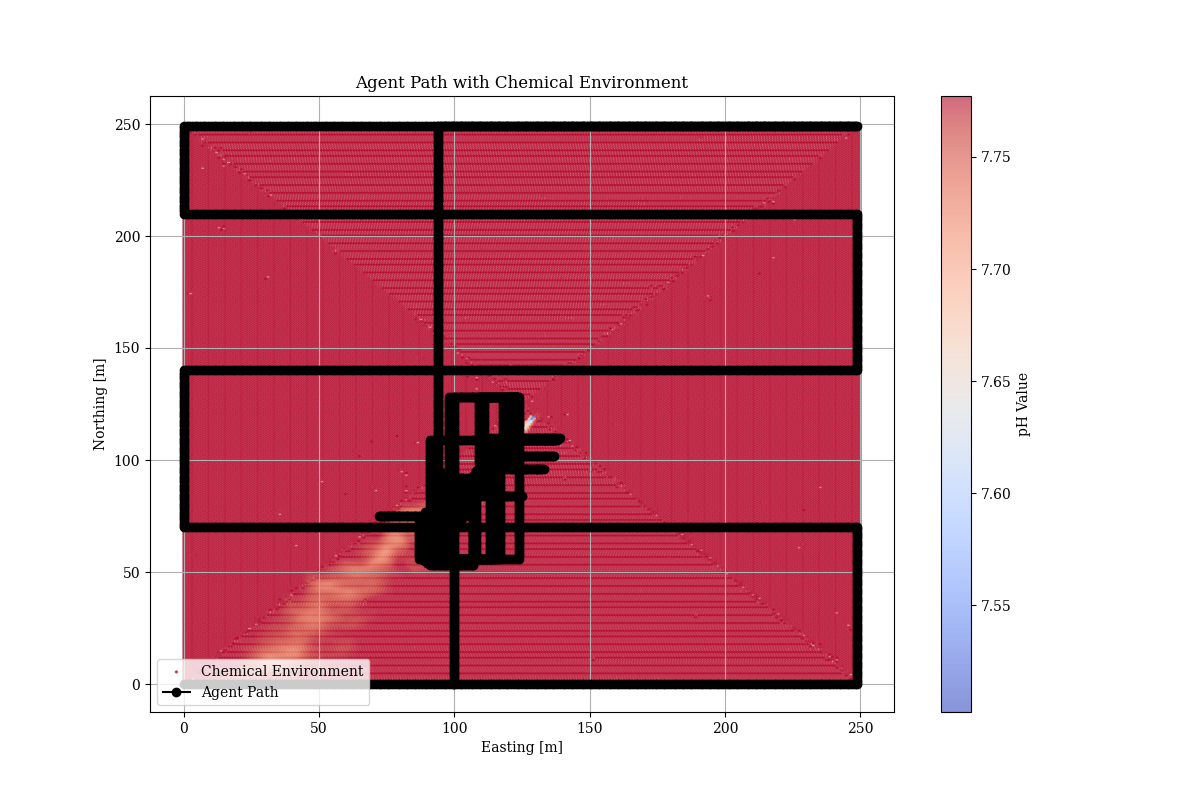 Agent Path with Chemical Environment
Northing [m]
250
200
150
100
50
0
0 50 100 150 200 250
Easting [m]
Chemical Environment
Agent Path
7.75
7.70
7.65
7.60
7.55
pH Value